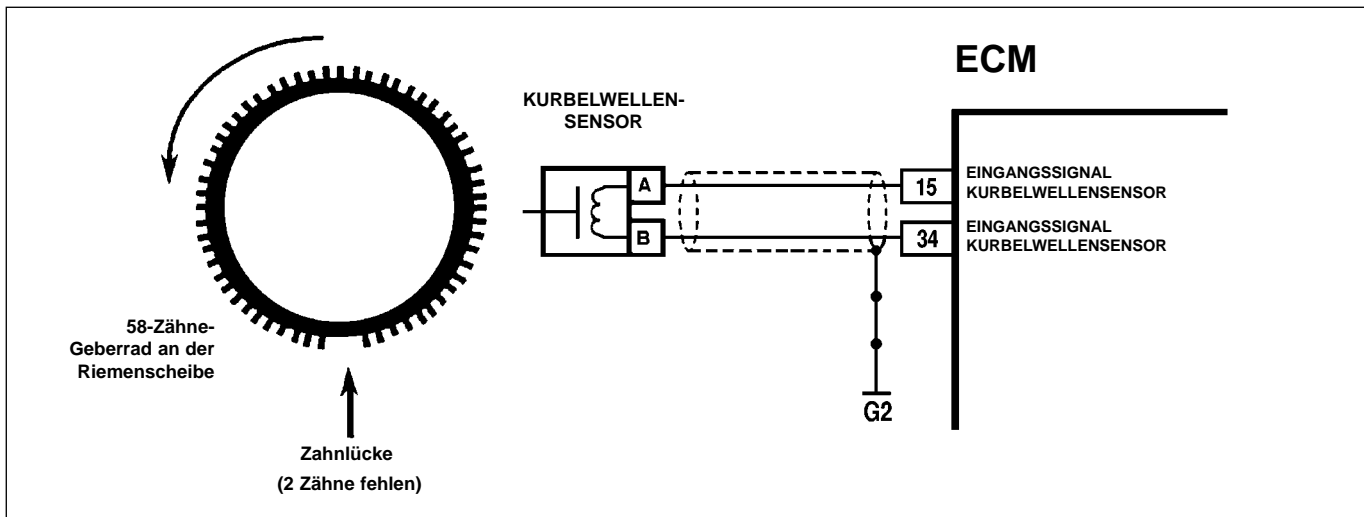 ECM
KURBELWELLEN-
SENSOR
A
B
15
EINGANGSSIGNAL
KURBELWELLENSENSOR
34
EINGANGSSIGNAL
KURBELWELLENSENSOR
58-Zähne-
Geberrad an der
Riemenscheibe
Zahnlücke
(2 Zähne fehlen)
G2